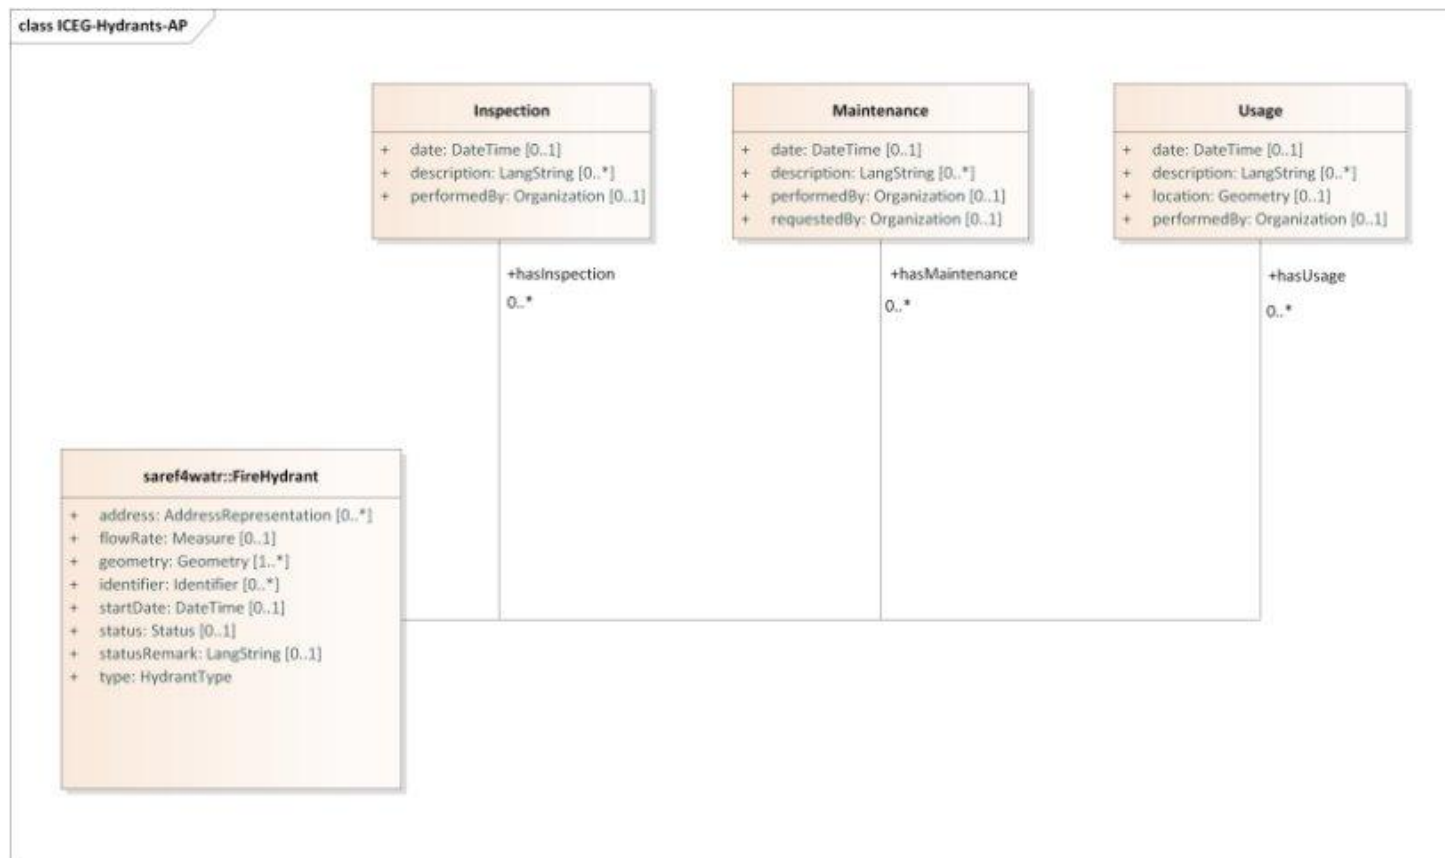 class ICEG-Hydrants-AP
Inspection
+ date: DateTime [0..1]
+ description: LangString [0..*]
+ performedBy: Organization [0..1]
Maintenance
+ date: DateTime [0..1]
+ description: LangString [0..*]
+ performedBy: Organization [0..1]
+ requestedBy: Organization [0..1]
Usage
+ date: DateTime [0..1]
+ description: LangString [0..*]
+ location: Geometry [0..1]
+ performedBy: Organization [0..1]
+hasInspection
0..*
+hasMaintenance
0..*
+hasUsage
0..*
saref4watr::FireHydrant
+ address: AddressRepresentation [0..*]
+ flowRate: Measure [0..1]
+ geometry: Geometry [1..*]
+ identifier: Identifier [0..*]
+ startDate: DateTime [0..1]
+ status: Status [0..1]
+ statusRemark: LangString [0..1]
+ type: HydrantType